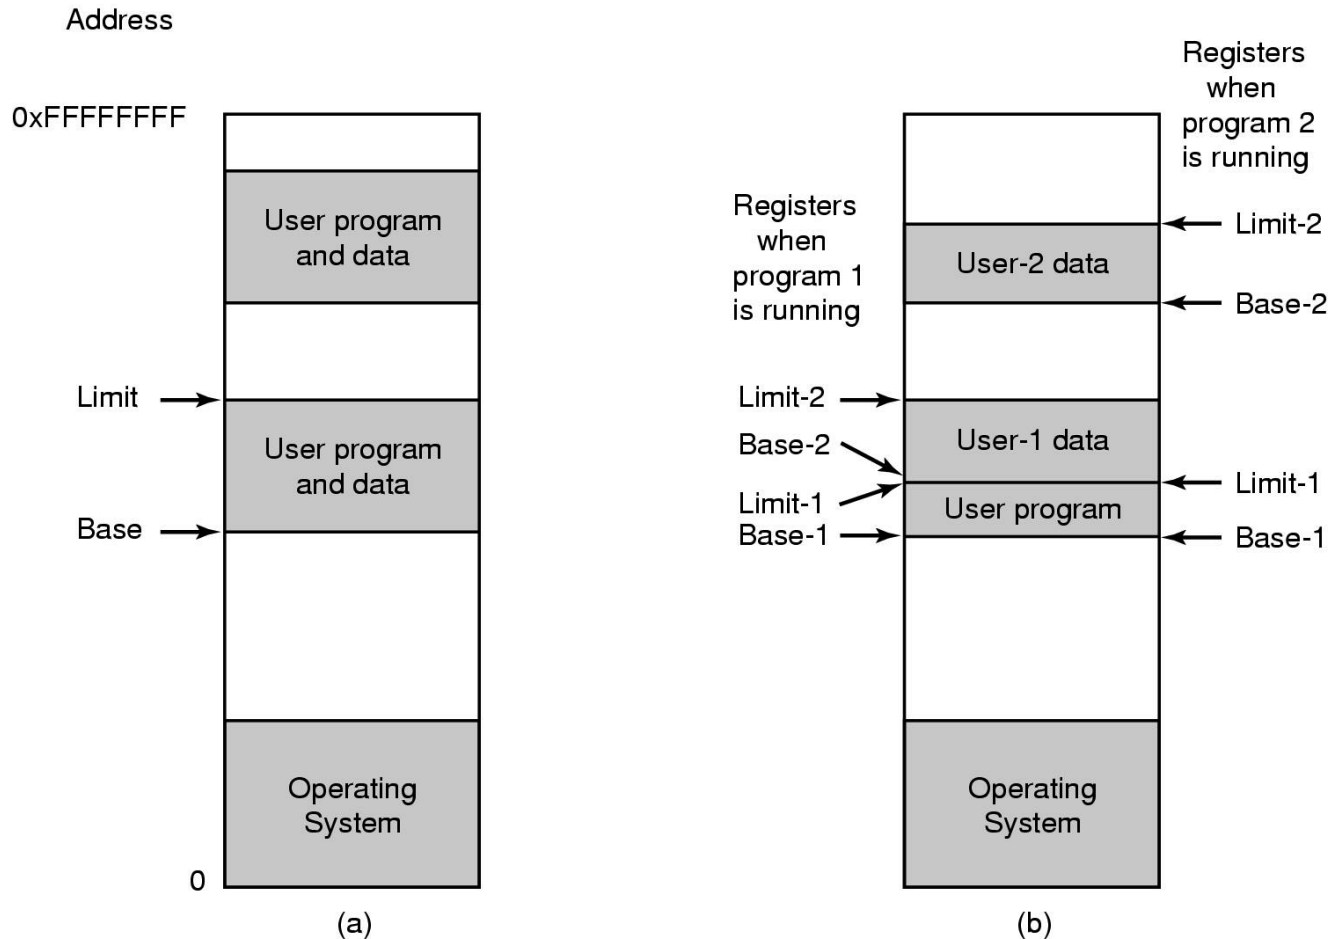 Address
0xFFFFFFFF
User program
and data
Limit
User program
and data
Base
Operating
System
0
(a)
Registers
when
program 1
is running
Limit-2
Base-2
Limit-1
Base-1
User-2 data
User-1 data
User program
Operating
System
Registers
when
program 2
is running
Limit-2
Base-2
Limit-1
Base-1
(b)